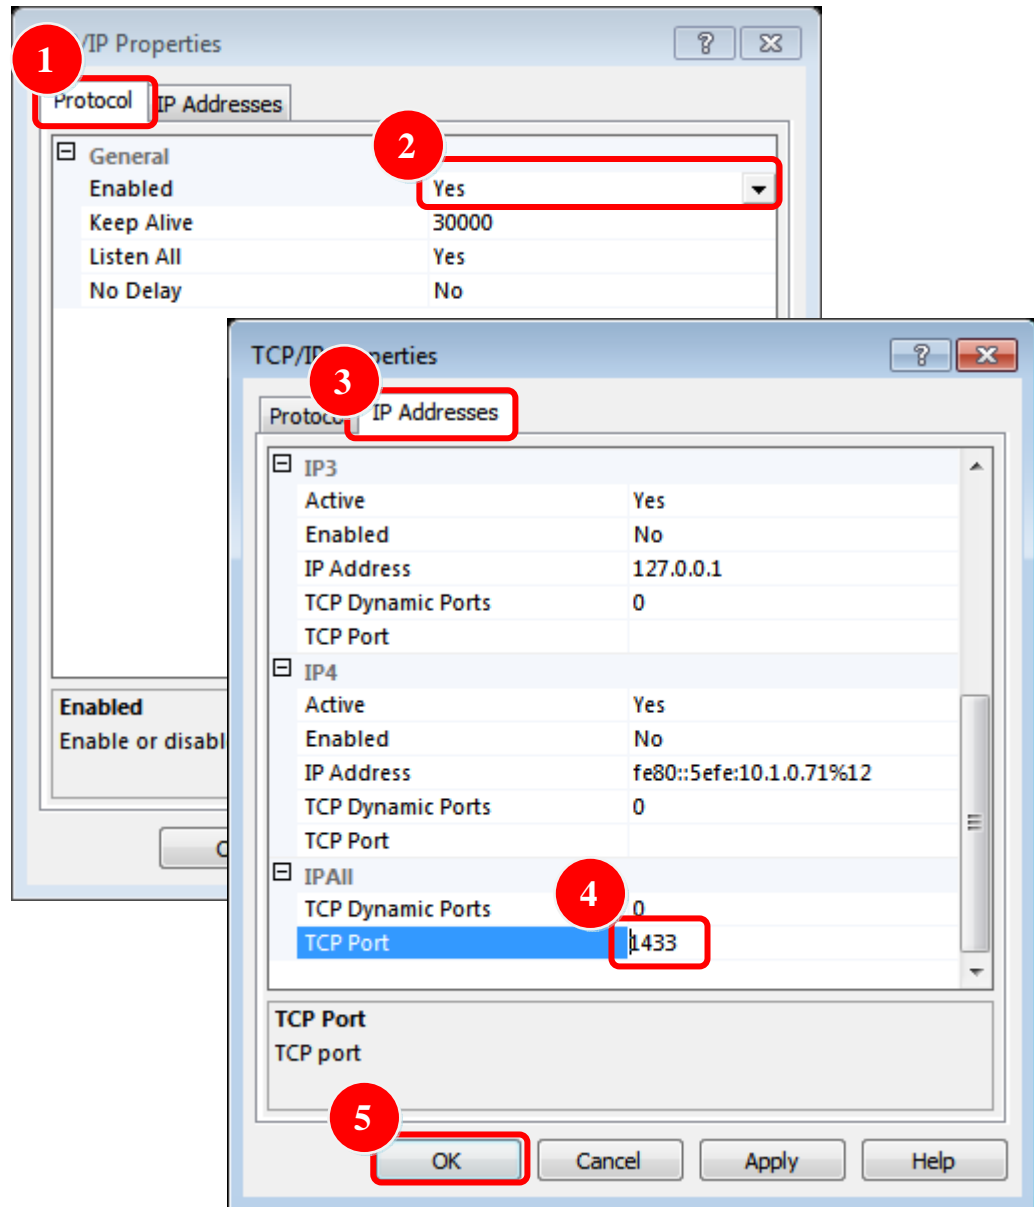 1
/IP Properties
Protocol IP Addresses
General
2
Enabled Yes
Keep Alive 30000
Listen All Yes
No Delay No
Enabled
Enable or disabl
TCP/IP perties
3
IP Addresses
IP3
Active Yes
Enabled No
IP Address 127.0.0.1
TCP Dynamic Ports 0
TCP Port
IP4
Active Yes
Enabled No
IP Address fe80::5efe:10.1.0.71%12
TCP Dynamic Ports 0
TCP Port
IPAll
4
TCP Dynamic Ports 0
TCP Port 1433
TCP Port
TCP port
5
OK Cancel Apply Help